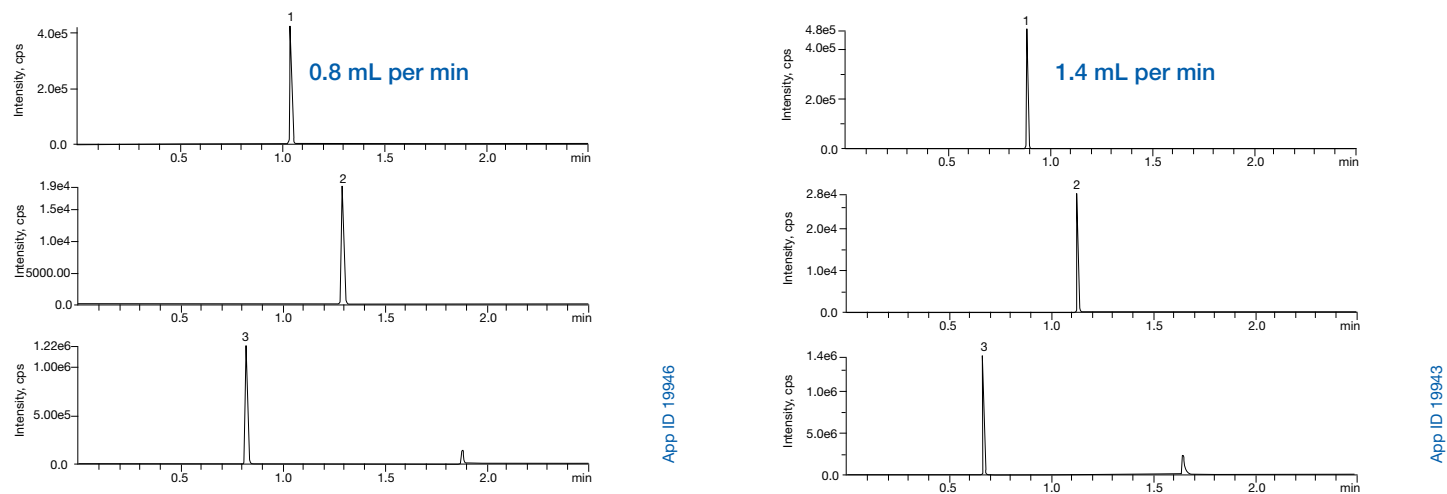 1
4.0e5
2.0e5
0.0
Intensity, cps
0.8 mL per min
0.5 1.0 1.5 2.0 min
2
1.9e4
1.5e4
1.0e4
5000.00
0.0
Intensity, cps
0.5 1.0 1.5 2.0 min
3
1.22e6
1.00e6
5.00e5
0.0
Intensity, cps
0.5 1.0 1.5 2.0 min
App ID 19946
1
4.8e5
4.0e5
2.0e5
0.0
Intensity, cps
1.4 mL per min
0.5 1.0 1.5 2.0 min
2
2.8e4
2.0e4
1.0e4
0.0
Intensity, cps
0.5 1.0 1.5 2.0 min
3
1.4e6
1.0e6
5.0e6
0.0
Intensity, cps
0.5 1.0 1.5 2.0 min
App ID 19943